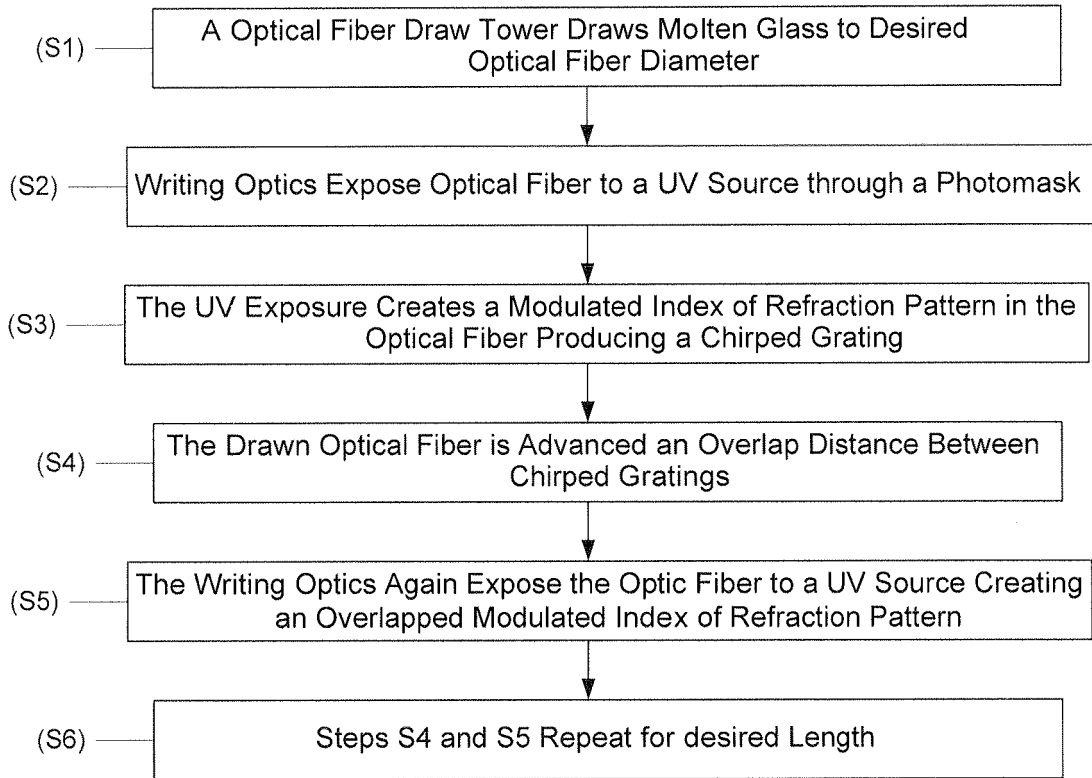 (S1)
A Optical Fiber Draw Tower Draws Molten Glass to Desired
Optical Fiber Diameter
(S2)
Writing Optics Expose Optical Fiber to a UV Source through a Photomask
(S3)
The UV Exposure Creates a Modulated Index of Refraction Pattern in the
Optical Fiber Producing a Chirped Grating
(S4)
The Drawn Optical Fiber is Advanced an Overlap Distance Between
Chirped Gratings
(S5)
The Writing Optics Again Expose the Optic Fiber to a UV Source Creating
an Overlapped Modulated Index of Refraction Pattern
(S6)
Steps S4 and S5 Repeat for desired Length